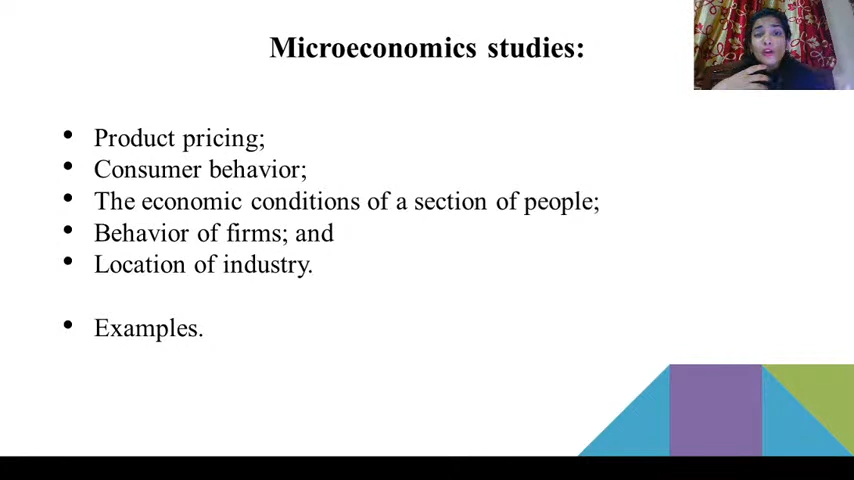 Microeconomics studies:
• Product pricing;
• Consumer behavior;
• The economic conditions of a section of people;
• Behavior of firms; and
• Location of industry.
• Examples.